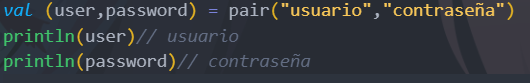 val (user,password) = pair("usuario","contraseña")
println(user)// usuario
println(password)// contraseña